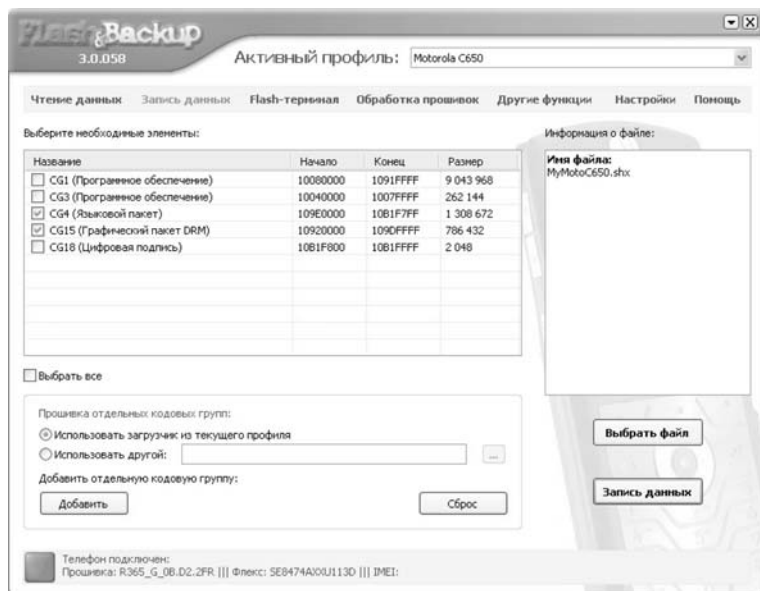 Flash&Backup
3.0.058
Активный профиль: Motorola C650
Чтение данных Запись данных Flash-терминал Обработка прошивок Другие функции Настройки Помощь
Выберите необходимые элементы:
Информация о файле:
Название Начало Конец Размер
CG1 (Программное обеспечение) 10080000 1091FFFF 9 043 968
CG3 (Программное обеспечение) 10040000 1007FFFF 262 144
CG4 (Языковой пакет) 109E0000 10B1F7FF 1 308 672
CG15 (Графический пакет DRM) 10920000 109DFFFF 786 432
CG18 (Цифровая подпись) 10B1F800 10B1FFFF 2 048
Имя файла:
MyMotoC650.shx
Выбрать все
Прошивка отдельных кодовых групп:
Использовать загрузчик из текущего профиля
Использовать другой: ...
Добавить отдельную кодовую группу:
Добавить Сброс
Выбрать файл
Запись данных
Телефон подключен:
Прошивка: R365_G_0B.D2.2FR ||| Флекс: SE8474AXXU113D ||| IMEI: